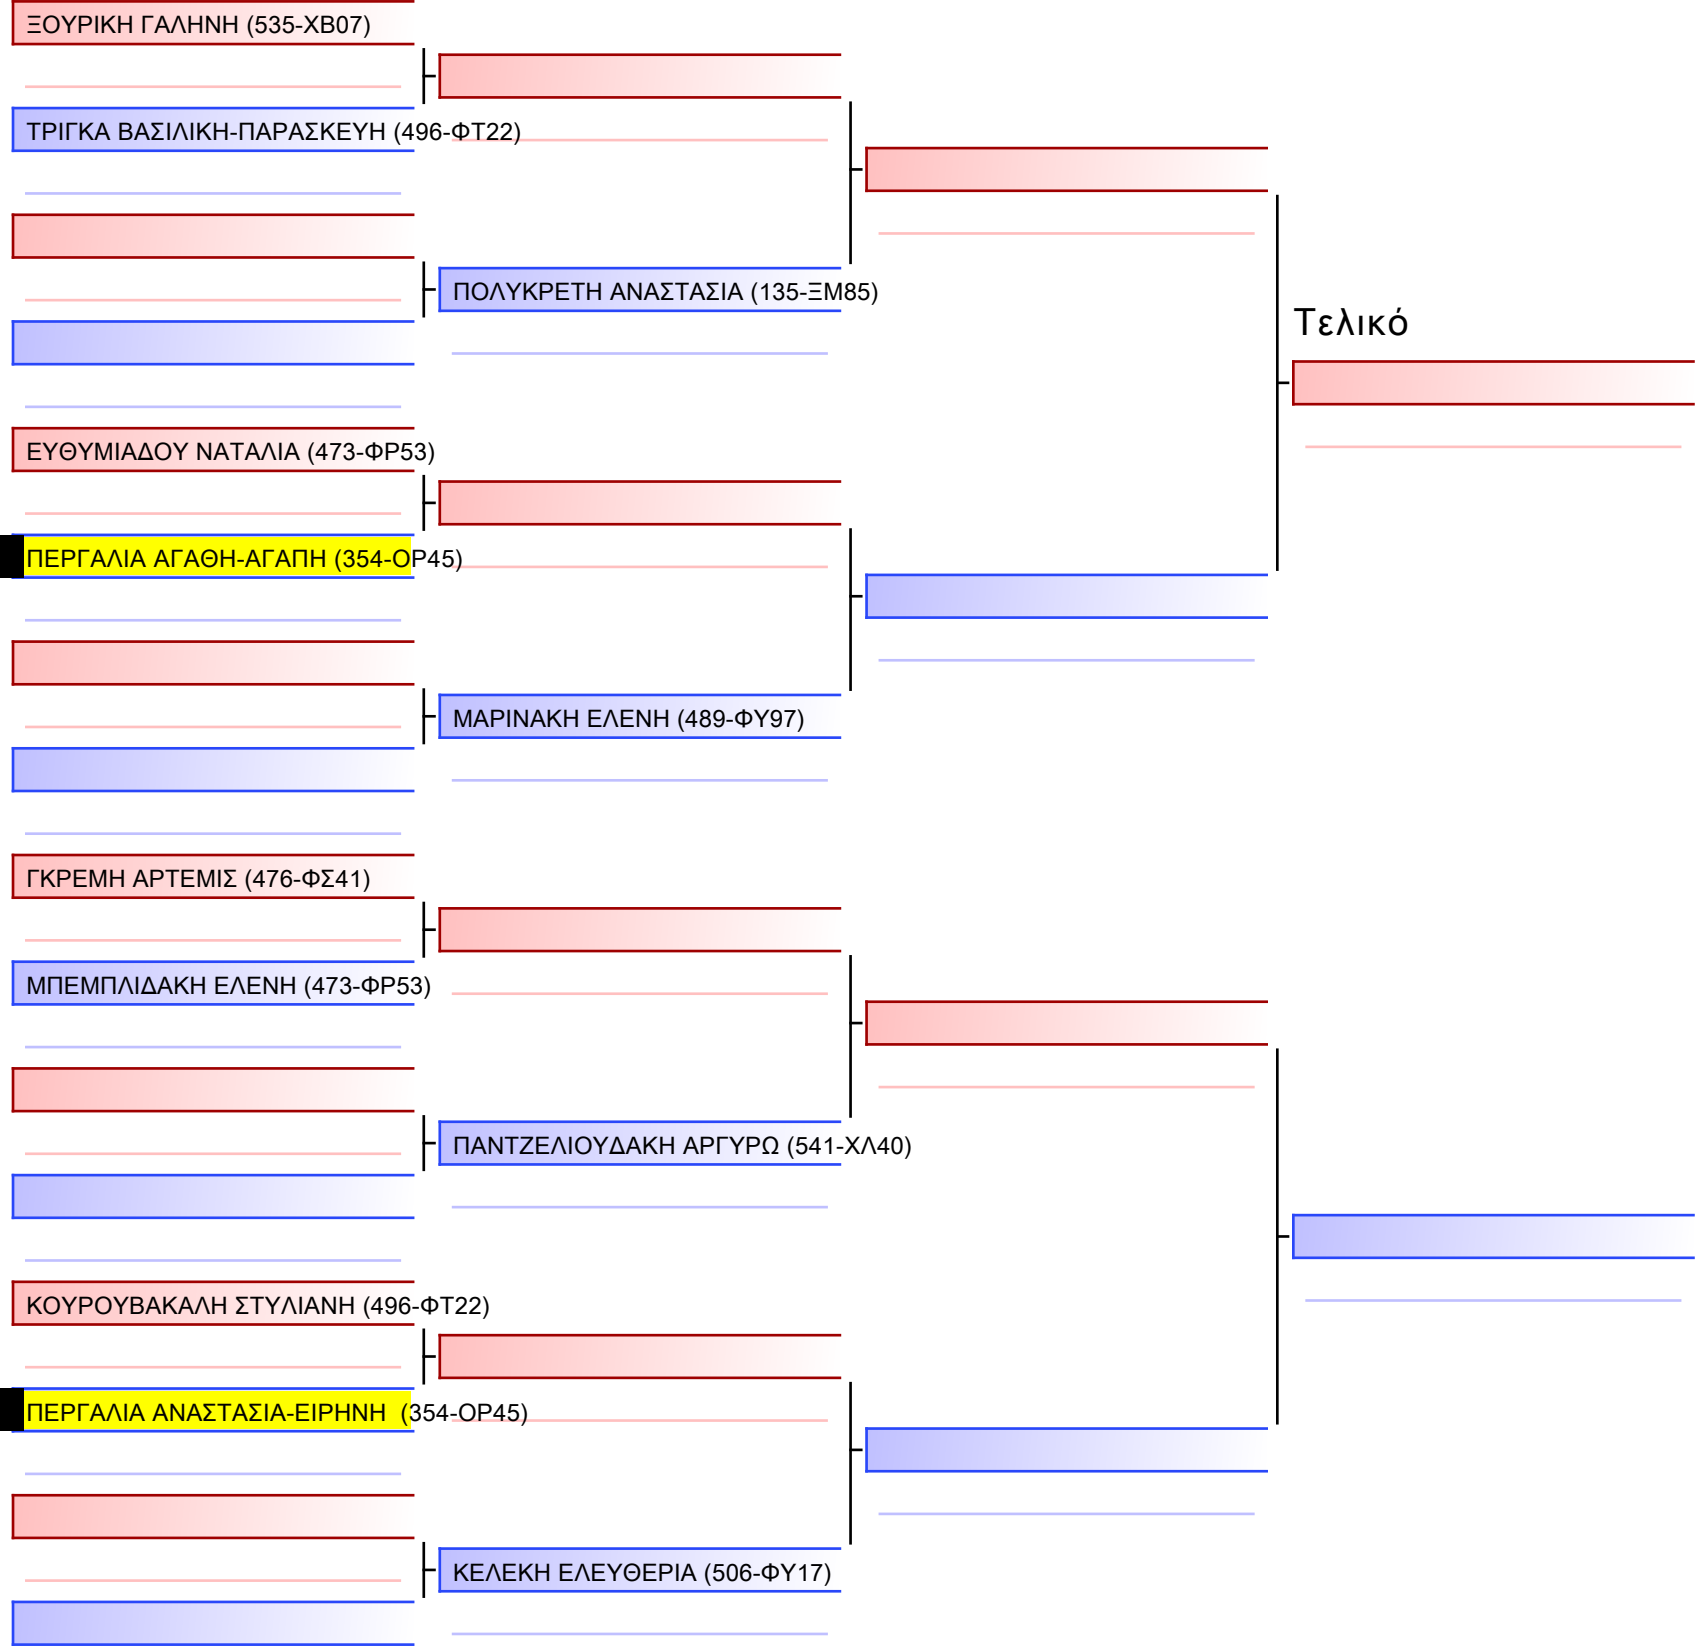 ΞΟΥΡΙΚΗ ΓΑΛΗΝΗ (535-ΧΒ07)
ΤΡΙΓΚΑ ΒΑΣΙΛΙΚΗ-ΠΑΡΑΣΚΕΥΗ (496-ΦΤ22)
ΠΟΛΥΚΡΕΤΗ ΑΝΑΣΤΑΣΙΑ (135-ΞΜ85)
Τελικό
ΕΥΘΥΜΙΑΔΟΥ ΝΑΤΑΛΙΑ (473-ΦΡ53)
ΠΕΡΓΑΛΙΑ ΑΓΑΘΗ-ΑΓΑΠΗ (354-ΟΡ45)
ΜΑΡΙΝΑΚΗ ΕΛΕΝΗ (489-ΦΥ97)
ΓΚΡΕΜΗ ΑΡΤΕΜΙΣ (476-ΦΣ41)
ΜΠΕΜΠΛΙΔΑΚΗ ΕΛΕΝΗ (473-ΦΡ53)
ΠΑΝΤΖΕΛΙΟΥΔΑΚΗ ΑΡΓΥΡΩ (541-ΧΛ40)
ΚΟΥΡΟΥΒΑΚΑΛΗ ΣΤΥΛΙΑΝΗ (496-ΦΤ22)
ΠΕΡΓΑΛΙΑ ΑΝΑΣΤΑΣΙΑ-ΕΙΡΗΝΗ (354-ΟΡ45)
ΚΕΛΕΚΗ ΕΛΕΥΘΕΡΙΑ (506-ΦΥ17)